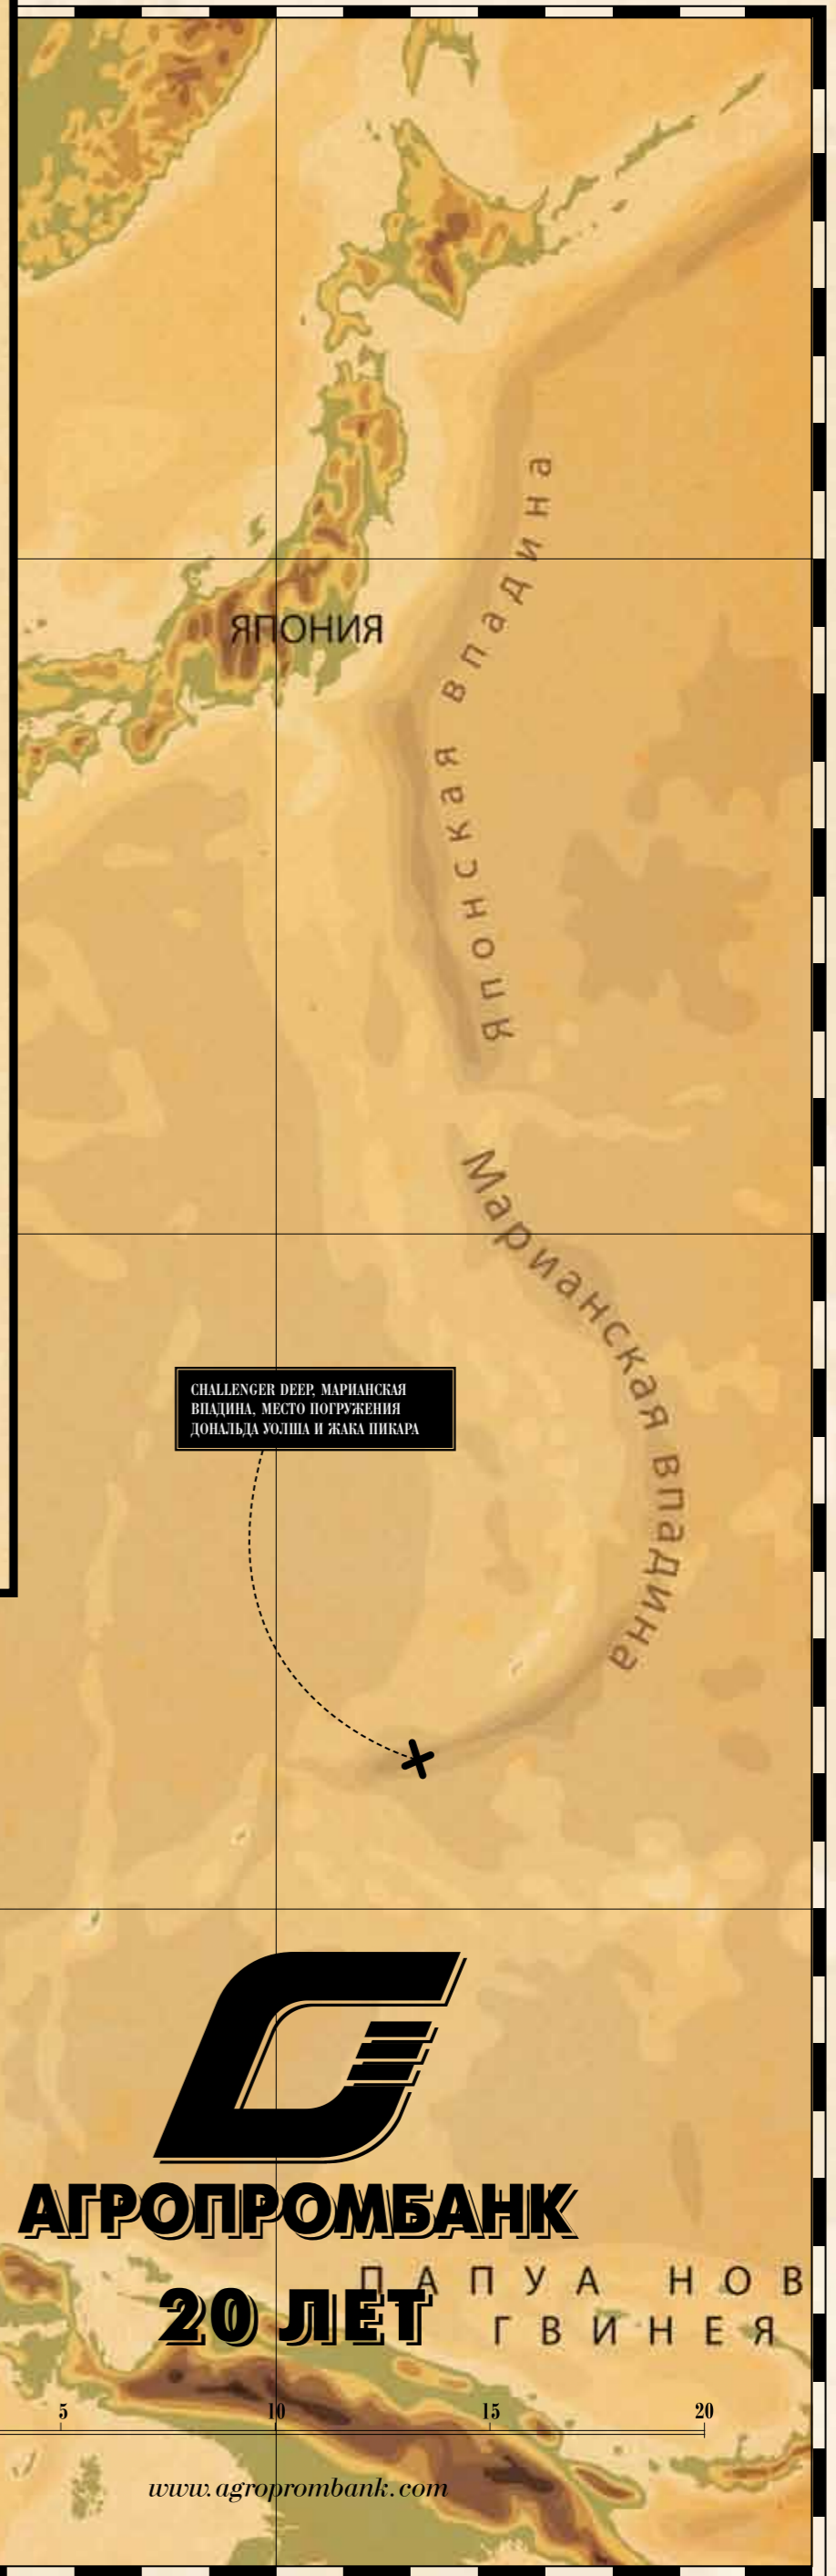 ЯПОНИЯ
Японская впадина
Марианская впадина
CHALLENGER DEEP, МАРИАНСКАЯ
ВПАДИНА, МЕСТО ПОГРУЖЕНИЯ
ДОНАЛЬДА УОЛША И ЖАКА ПИКАРА
АГРОПРОМБАНК
ПАПУА НОВ
20 ЛЕТ
ГВИНЕЯ
5 10 15 20
www.agroprombank.com